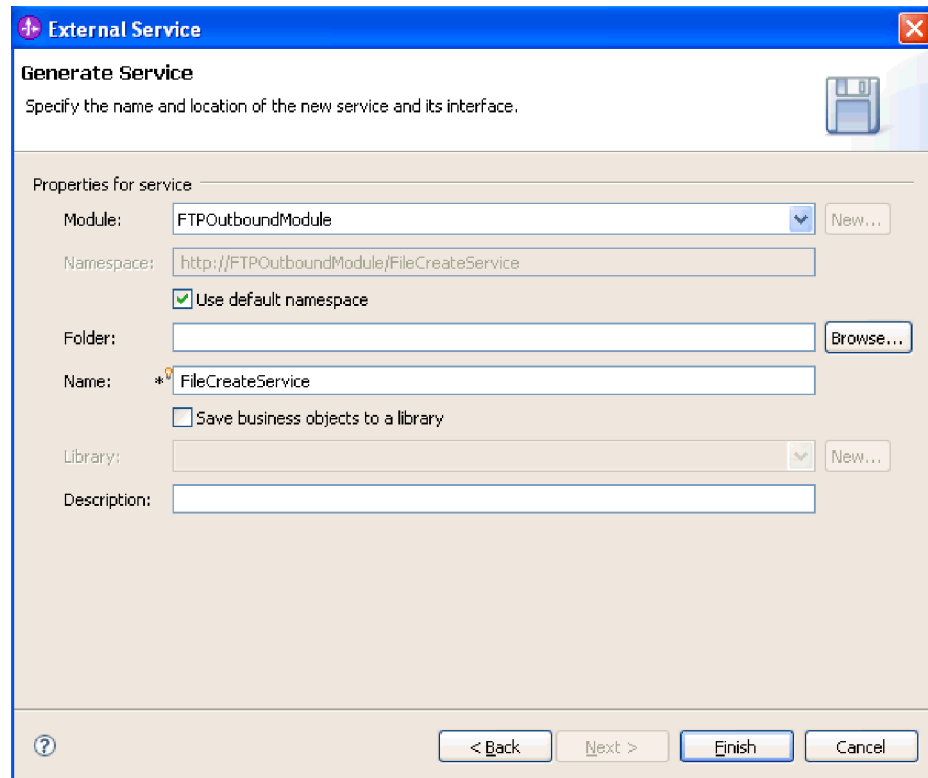 External Service
Generate Service
Specify the name and location of the new service and its interface.
Properties for service
Module: FTPOutboundModule New...
Namespace: http://FTPOutboundModule/FileCreateService
Use default namespace
Folder: Browse...
Name: * FileCreateService
Save business objects to a library
Library: New...
Description:
? < Back Next > Finish Cancel